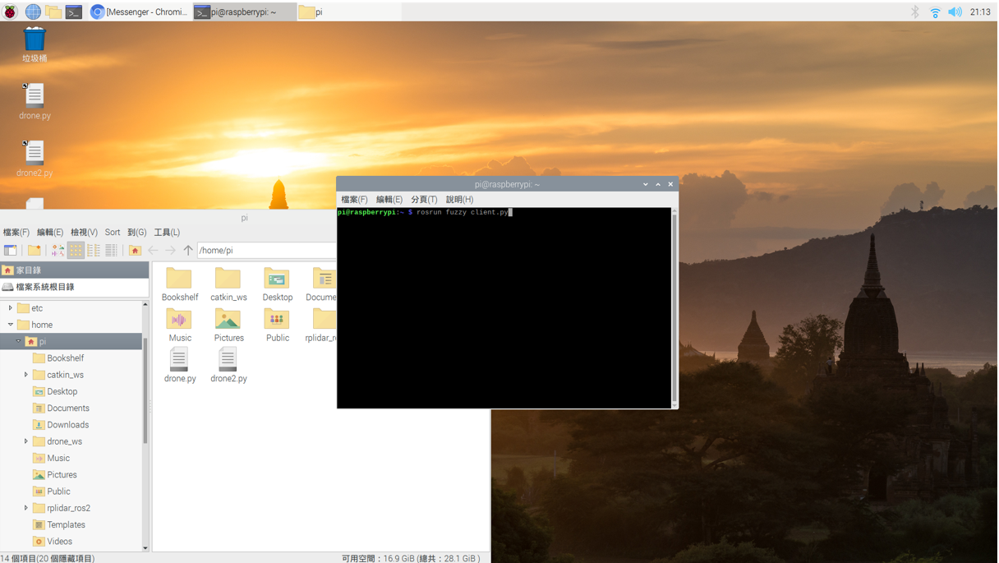 [Messenger - Chromi...
pi@raspberrypi: ~
pi
21:13
垃圾桶
drone.py
drone2.py
pi
檔案(F) 編輯(E) 檢視(V) Sort 到(G) 工具(L)
/home/pi
家目錄
檔案系統根目錄
etc
home
pi
Bookshelf
catkin_ws
Desktop
Documents
Downloads
drone_ws
Music
Pictures
Public
rplidar_ros2
Templates
Videos
Bookshelf catkin_ws Desktop Docume
Music Pictures Public rplidar_ro
drone.py drone2.py
14 個項目(20 個隱藏項目)
可用空間：16.9 GiB (總共：28.1 GiB )
pi@raspberrypi: ~
檔案(F) 編輯(E) 分頁(T) 說明(H)
pi@raspberrypi:~ $ rosrun fuzzy client.py